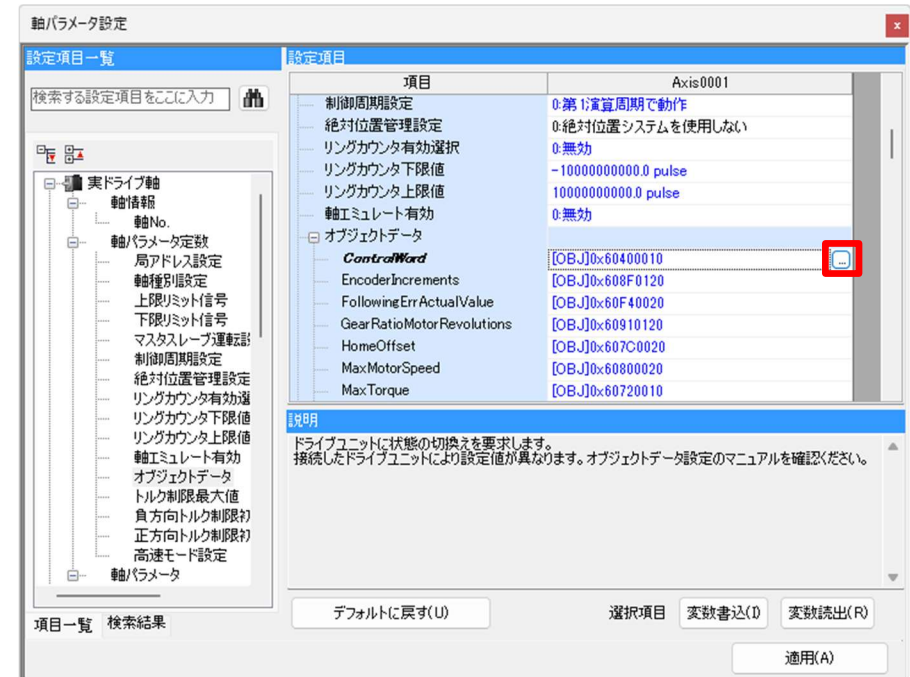 軸パラメータ設定
x
設定項目一覧
検索する設定項目をここに入力
実ドライブ軸
軸情報
軸No.
軸パラメータ定数
局アドレス設定
軸種別設定
上限リミット信号
下限リミット信号
マスタスレーブ運転設
制御周期設定
絶対位置管理設定
リングカウンタ有効選
リングカウンタ下限値
リングカウンタ上限値
軸エミュレート有効
オブジェクトデータ
トルク制限最大値
負方向トルク制限初
正方向トルク制限初
高速モード設定
軸パラメータ
項目一覧 検索結果
設定項目
項目 Axis0001
制御周期設定 0:第1演算周期で動作
絶対位置管理設定 0:絶対位置システムを使用しない
リングカウンタ有効選択 0:無効
リングカウンタ下限値 -10000000000.0 pulse
リングカウンタ上限値 10000000000.0 pulse
軸エミュレート有効 0:無効
オブジェクトデータ
ControlWord [OBJ]0x60400010 ...
EncoderIncrements [OBJ]0x608F0120
FollowingErrActualValue [OBJ]0x60F40020
GearRatioMotorRevolutions [OBJ]0x60910120
HomeOffset [OBJ]0x607C0020
MaxMotorSpeed [OBJ]0x60800020
MaxTorque [OBJ]0x60720010
説明
ドライブユニットに状態の切換えを要求します。
接続したドライブユニットにより設定値が異なります。オブジェクトデータ設定のマニュアルを確認ください。
デフォルトに戻す(U) 選択項目 変数書込(I) 変数読出(R)
適用(A)